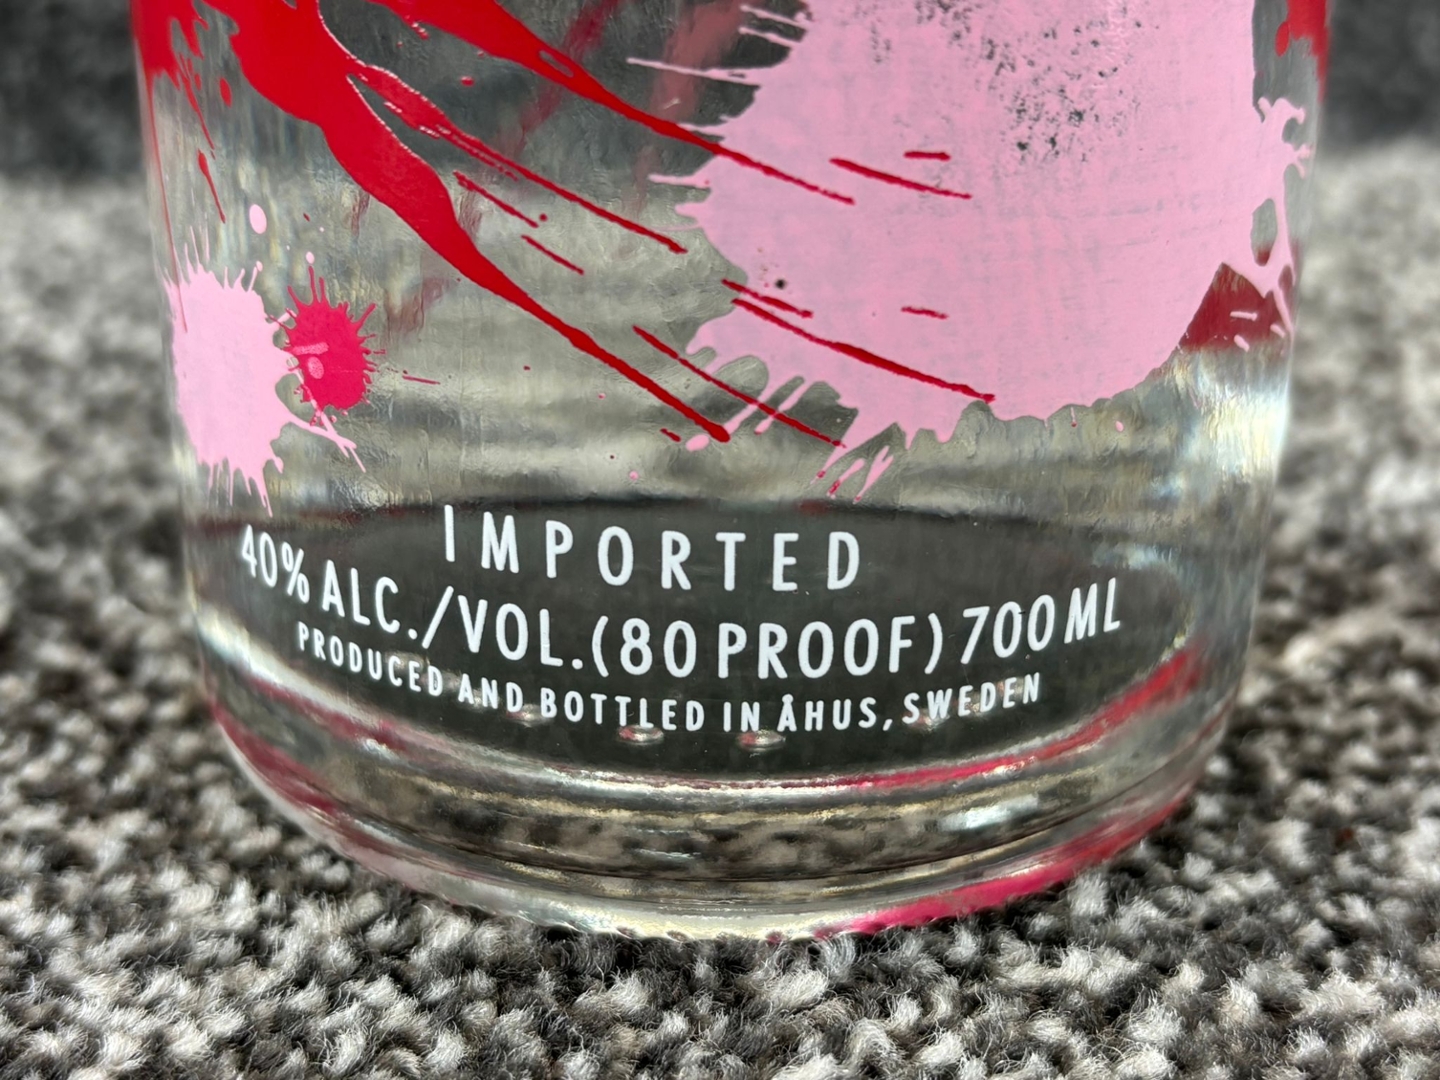 IMPORTED
40% ALC./VOL. (80 PROOF) 700 ML
PRODUCED AND BOTTLED IN ÅHUS, SWEDEN